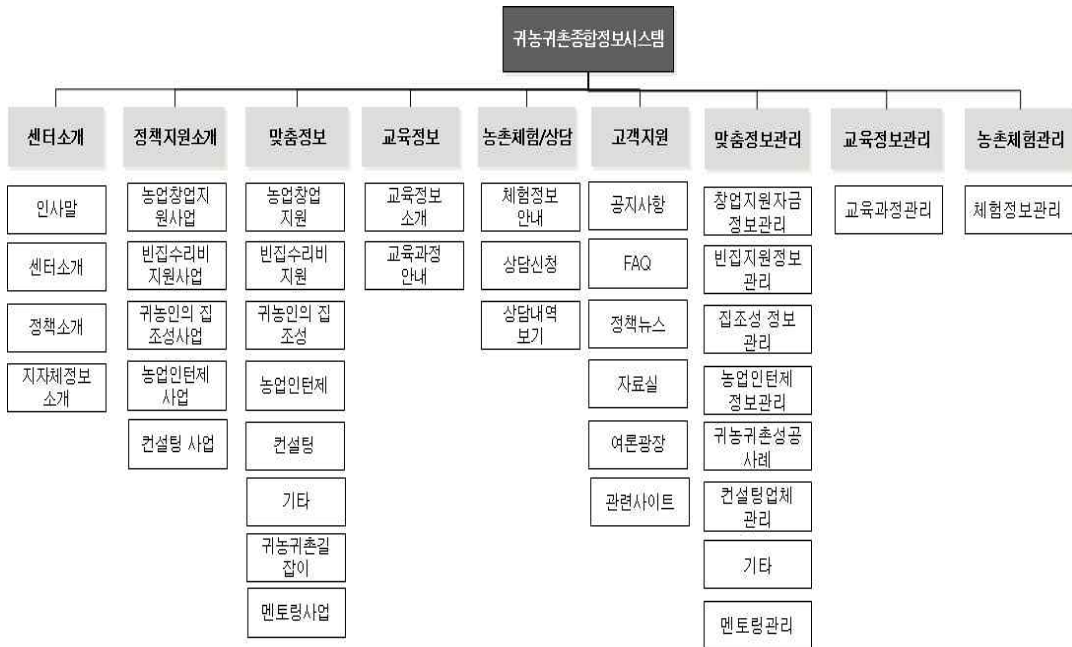 귀농귀촌종합정보시스템
센터소개
정책지원소개
맞춤정보
교육정보
농촌체험/상담
고객지원
맞춤정보관리
교육정보관리
농촌체험관리
인사말
센터소개
정책소개
지자체정보
소개
농업창업지
원사업
빈집수리비
지원사업
귀농인의 집
조성사업
농업인턴제
사업
컨설팅 사업
농업창업
지원
빈집수리비
지원
귀농인의 집
조성
농업인턴제
컨설팅
기타
귀농귀촌길
잡이
멘토링사업
교육정보
소개
교육과정
안내
체험정보
안내
상담신청
상담내역
보기
공지사항
FAQ
정책뉴스
자료실
여론광장
관련사이트
창업지원자금
정보관리
빈집지원정보
관리
집조성 정보
관리
농업인턴제
정보관리
귀농귀촌성공
사례
컨설팅업체
관리
기타
멘토링관리
교육과정관리
체험정보관리